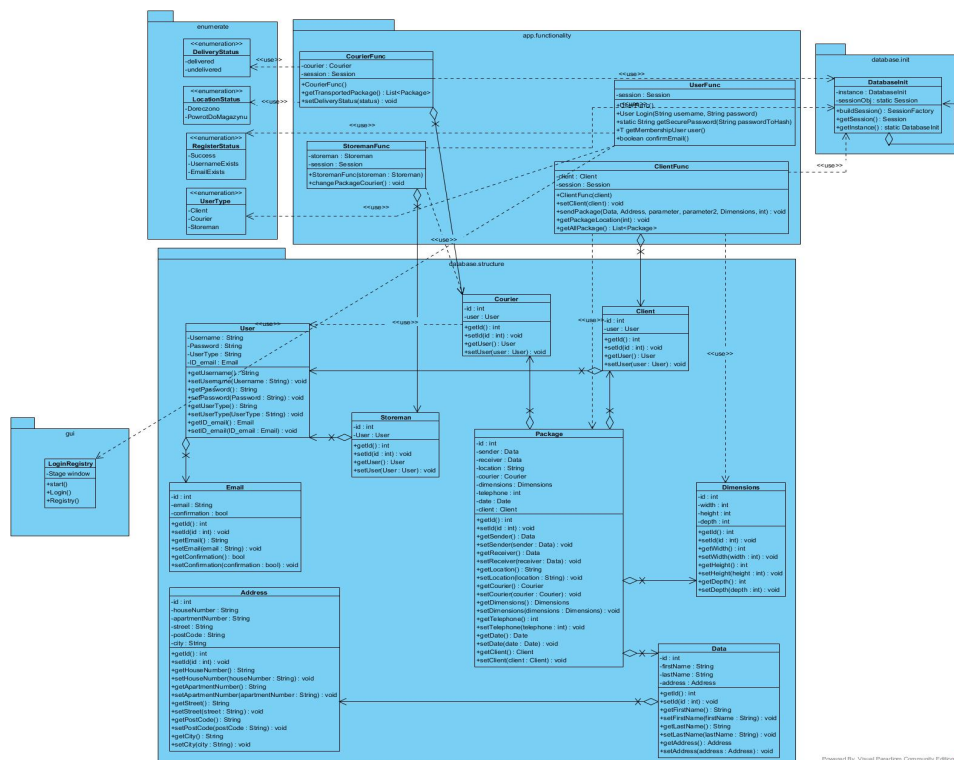 enumerate
<<enumeration>>
DeliveryStatus
-delivered
-undelivered
<<enumeration>>
LocationStatus
-Doreczono
-PowrotDoMagazynu
<<enumeration>>
RegisterStatus
-Success
-UsernameExists
-EmailExists
<<enumeration>>
UserType
-Client
-Courier
-Storeman
app.functionality
CourierFunc
-courier : Courier
-session : Session
+CourierFunc()
+getTransportedPackage() : List<Package>
+setDeliveryStatus(status) : void
<<use>>
<<use>>
<<use>>
UserFunc
-session : Session
+User Login(String username, String password)
+static String getSecurePassword(String passwordToHash)
+T getMembershipUser user()
+boolean confirmEmail()
StoremanFunc
-storeman : Storeman
-session : Session
+StoremanFunc(storeman : Storeman)
+changePackageCourier() : void
ClientFunc
-client : Client
-session : Session
+ClientFunc(client)
+setClient(client) : void
+sendPackage(Data, Address, parameter, parameter2, Dimensions, int) : void
+getPackageLocation(int) : void
+getAllPackage() : List<Package>
<<use>>
<<use>>
<<use>>
database.init
DatabaseInit
-instance : DatabaseInit
-sessionObj : static Session
+buildSession() : SessionFactory
+getSession() : Session
+getInstance() : static DatabaseInit
database.structure
Courier
-id : int
-user : User
+getId() : int
+setId(id : int) : void
+getUser() : User
+setUser(user : User) : void
Client
-id : int
-user : User
+getId() : int
+setId(id : int) : void
+getUser() : User
+setUser(user : User) : void
<<use>>
<<use>>
<<use>>
User
-Username : String
-Password : String
-UserType : String
-ID_email : Email
+getUsername() : String
+setUsername(Username : String) : void
+getPassword() : String
+setPassword(Password : String) : void
+getUserType() : String
+setUserType(UserType : String) : void
+getID_email() : Email
+setID_email(ID_email : Email) : void
Storeman
-id : int
-User : User
+getId() : int
+setId(id : int) : void
+getUser() : User
+setUser(User : User) : void
gui
LoginRegistry
-Stage window
+start()
+Login()
+Registry()
Email
-id : int
-email : String
-confirmation : bool
+getId() : int
+setId(id : int) : void
+getEmail() : String
+setEmail(email : String) : void
+getConfirmation() : bool
+setConfirmation(confirmation : bool) : void
Package
-id : int
-sender : Data
-receiver : Data
-location : String
-courier : Courier
-dimensions : Dimensions
-telephone : int
-date : Date
-client : Client
+getId() : int
+setId(id : int) : void
+getSender() : Data
+setSender(sender : Data) : void
+getReceiver() : Data
+setReceiver(receiver : Data) : void
+getLocation() : String
+setLocation(location : String) : void
+getCourier() : Courier
+setCourier(courier : Courier) : void
+getDimensions() : Dimensions
+setDimensions(dimensions : Dimensions) : void
+getTelephone() : int
+setTelephone(telephone : int) : void
+getDate() : Date
+setDate(date : Date) : void
+getClient() : Client
+setClient(client : Client) : void
Dimensions
-id : int
-width : int
-height : int
-depth : int
+getId() : int
+setId(id : int) : void
+getWidth() : int
+setWidth(width : int) : void
+getHeight() : int
+setHeight(height : int) : void
+getDepth() : int
+setDepth(depth : int) : void
Address
-id : int
-houseNumber : String
-apartmentNumber : String
-street : String
-postCode : String
-city : String
+getId() : int
+setId(id : int) : void
+getHouseNumber() : String
+setHouseNumber(houseNumber : String) : void
+getApartmentNumber() : String
+setApartmentNumber(apartmentNumber : String) : void
+getStreet() : String
+setStreet(street : String) : void
+getPostCode() : String
+setPostCode(postCode : String) : void
+getCity() : String
+setCity(city : String) : void
Data
-id : int
-firstName : String
-lastName : String
-address : Address
+getId() : int
+setId(id : int) : void
+getFirstName() : String
+setFirstName(firstName : String) : void
+getLastName() : String
+setLastName(lastName : String) : void
+getAddress() : Address
+setAddress(address : Address) : void
Powered By Visual Paradigm Community Edition